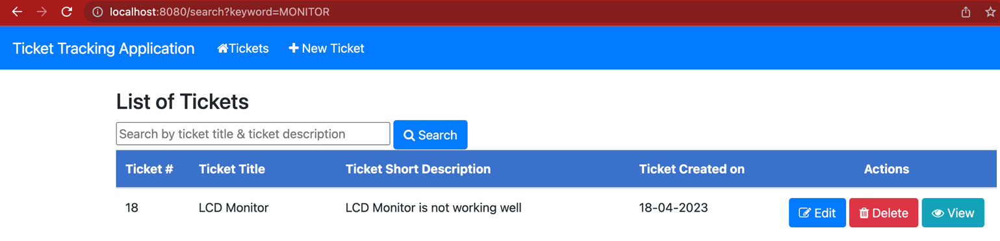 localhost:8080/search?keyword=MONITOR
Ticket Tracking Application Tickets New Ticket
List of Tickets
Search by ticket title & ticket description Search
Ticket # Ticket Title Ticket Short Description Ticket Created on Actions
18 LCD Monitor LCD Monitor is not working well 18-04-2023 Edit Delete View